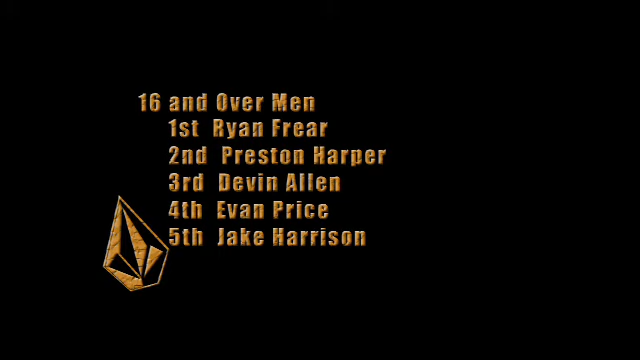 16 and Over Men
1st Ryan Frear
2nd Preston Harper
3rd Devin Allen
4th Evan Price
5th Jake Harrison